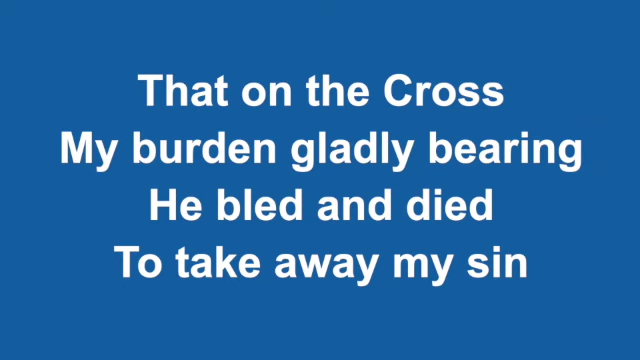 That on the Cross
My burden gladly bearing
He bled and died
To take away my sin